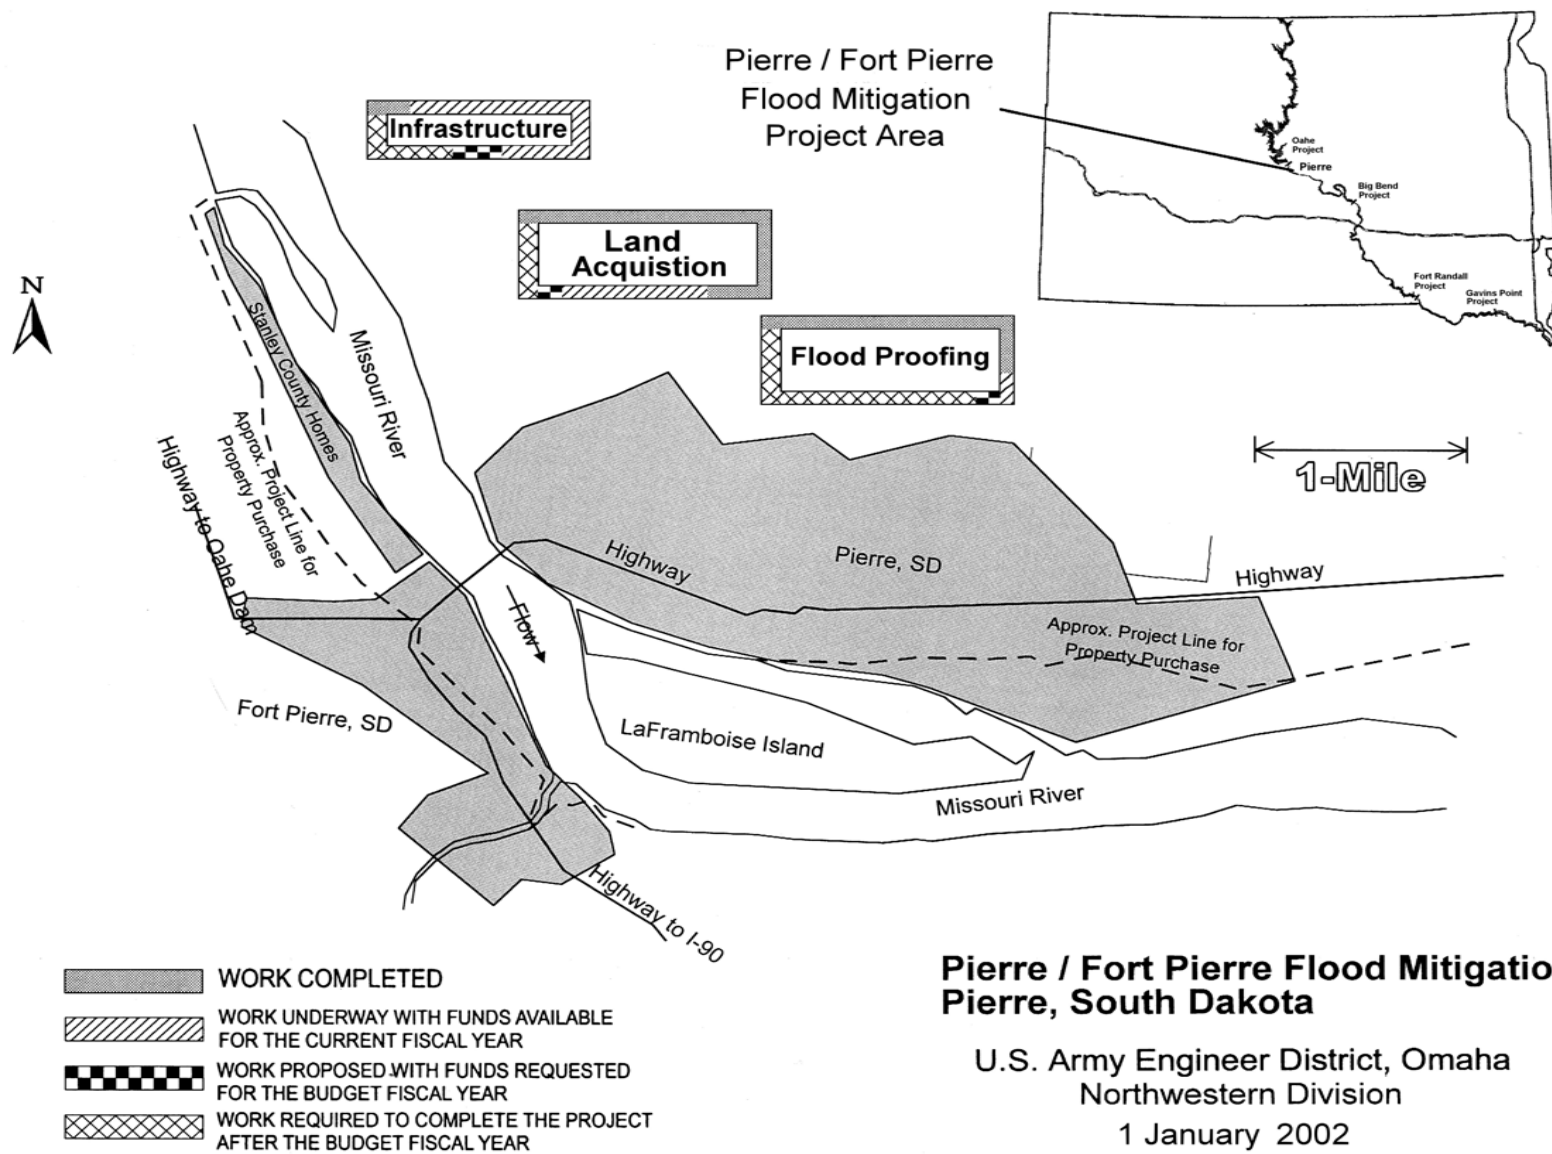 Pierre / Fort Pierre
Flood Mitigation
Project Area
Infrastructure
Land
Acquistion
Flood Proofing
Oahe
Project
Pierre
Big Bend
Project
Fort Randall
Project
Gavins Point
Project
N
Stanley County Homes
Missouri River
Approx. Project Line for
Property Purchase
Highway to Oahe Dam
1-Mile
Highway
Pierre, SD
Highway
Flow
Approx. Project Line for
Property Purchase
Fort Pierre, SD
LaFramboise Island
Missouri River
Highway to I-90
WORK COMPLETED
WORK UNDERWAY WITH FUNDS AVAILABLE
FOR THE CURRENT FISCAL YEAR
WORK PROPOSED WITH FUNDS REQUESTED
FOR THE BUDGET FISCAL YEAR
WORK REQUIRED TO COMPLETE THE PROJECT
AFTER THE BUDGET FISCAL YEAR
Pierre / Fort Pierre Flood Mitigatio
Pierre, South Dakota
U.S. Army Engineer District, Omaha
Northwestern Division
1 January 2002